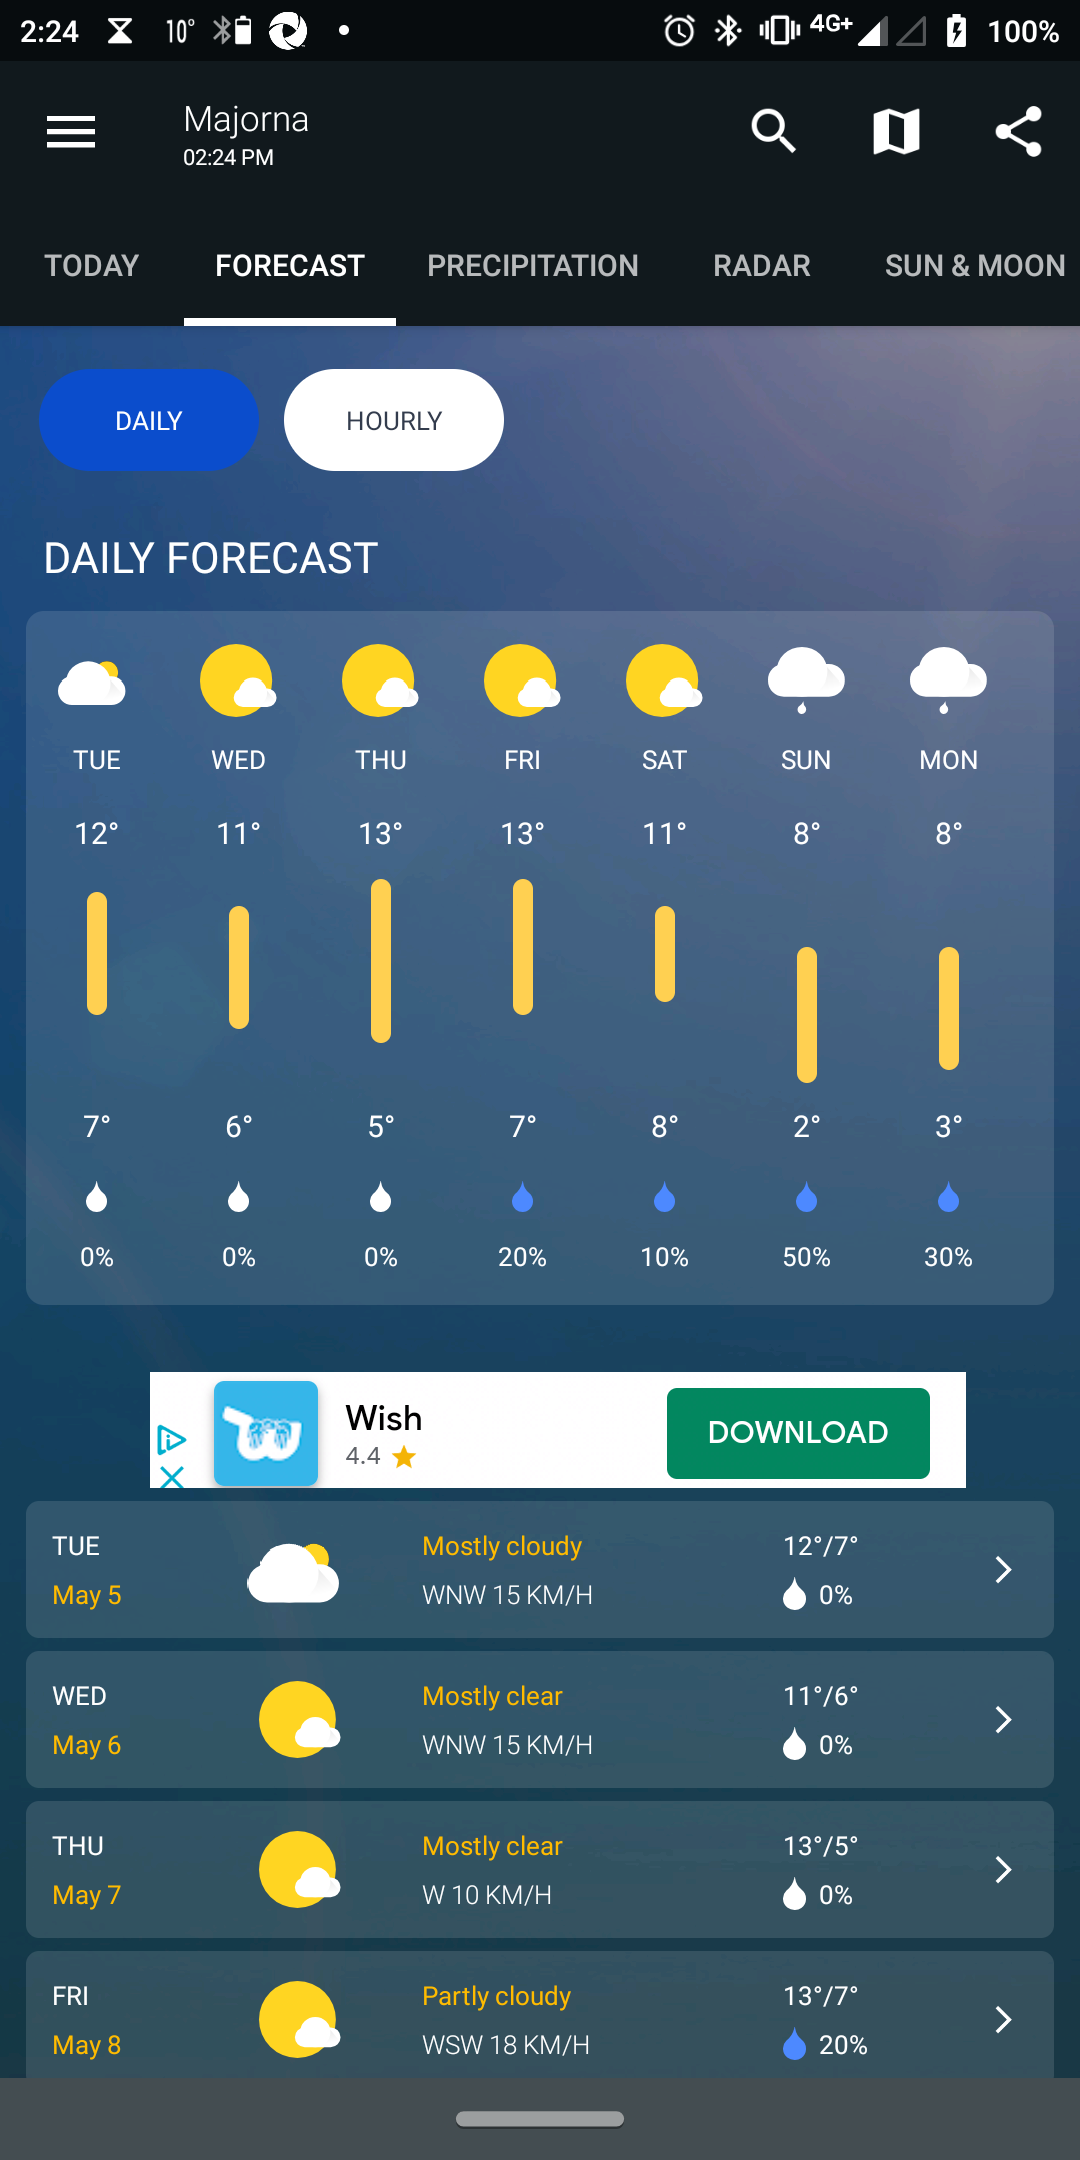 2:24 10° 4G+ 100%
Majorna
02:24 PM
TODAY FORECAST PRECIPITATION RADAR SUN & MOON
DAILY HOURLY
DAILY FORECAST
TUE WED THU FRI SAT SUN MON
12° 11° 13° 13° 11° 8° 8°
7° 6° 5° 7° 8° 2° 3°
0% 0% 0% 20% 10% 50% 30%
Wish
4.4
DOWNLOAD
TUE Mostly cloudy 12°/7°
May 5 WNW 15 KM/H 0%
WED Mostly clear 11°/6°
May 6 WNW 15 KM/H 0%
THU Mostly clear 13°/5°
May 7 W 10 KM/H 0%
FRI Partly cloudy 13°/7°
May 8 WSW 18 KM/H 20%